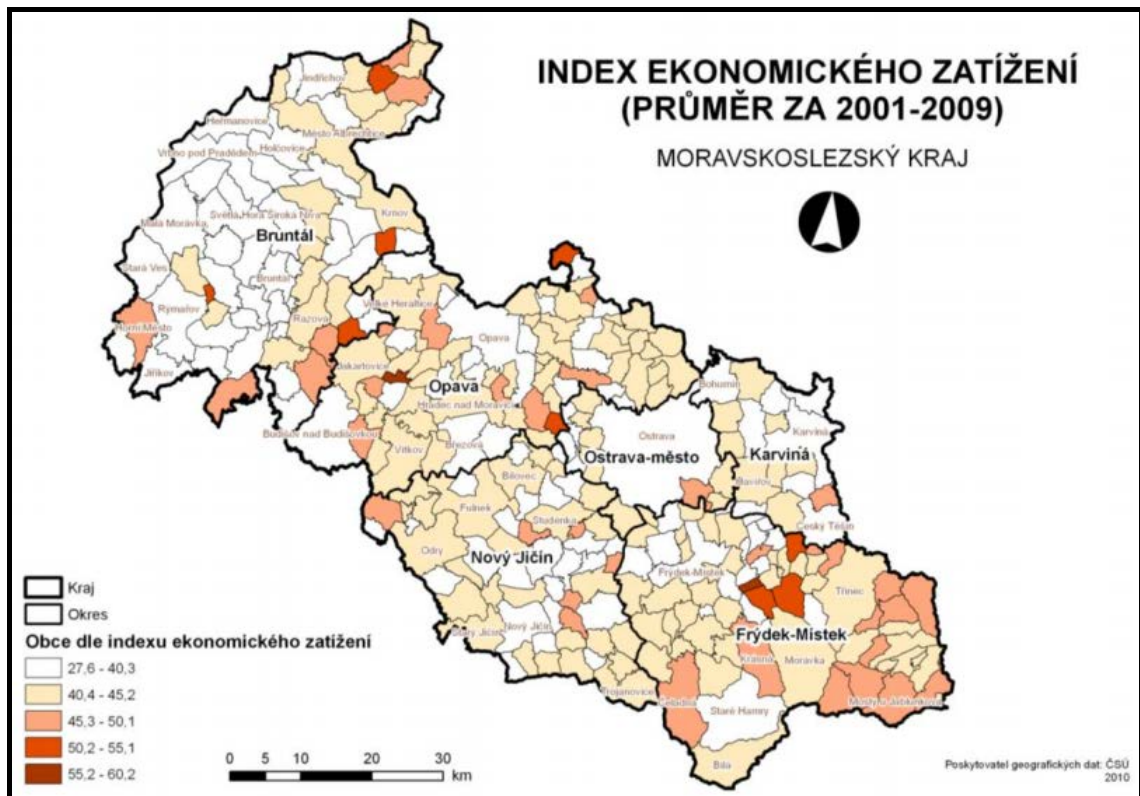 INDEX EKONOMICKÉHO ZATÍŽENÍ
(PRŮMĚR ZA 2001-2009)
MORAVSKOSLEZSKÝ KRAJ
Jindřichov
Heřmanovice
Město Albrechtice
Holčovice
Vrbno pod Pradědem
Světlá Hora
Široká Niva
Krnov
Malá Morávka
Bruntál
Stará Ves
Bruntál
Rýmařov
Horní Město
Razová
Velké Heraltice
Opava
Jiříkov
Jakartovice
Opava
Hradec nad Moravicí
Bohumín
Budišov nad Budišovkou
Vítkov
Březová
Ostrava
Ostrava-město
Karviná
Karviná
Bílovec
Havířov
Fulnek
Studénka
Český Těšín
Odry
Nový Jičín
Frýdek-Místek
Třinec
Starý Jičín
Nový Jičín
Frýdek-Místek
Krásná
Morávka
Trojanovice
Čeladná
Staré Hamry
Mosty u Jablunkova
Bílá
Kraj
Okres
Obce dle indexu ekonomického zatížení
27,6 - 40,3
40,4 - 45,2
45,3 - 50,1
50,2 - 55,1
55,2 - 60,2
0 5 10 20 30
km
Poskytovatel geografických dat: ČSÚ
2010